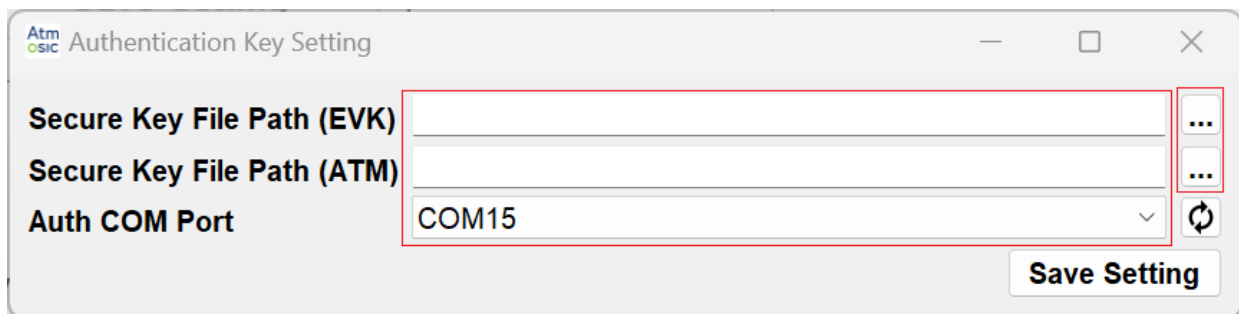 Atm
osic
Authentication Key Setting
Secure Key File Path (EVK)
...
Secure Key File Path (ATM)
...
Auth COM Port
COM15
Save Setting